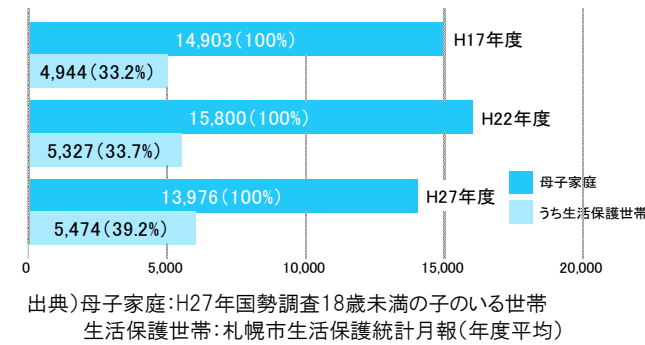 14,903(100%)
H17年度
4,944(33.2%)
15,800(100%)
H22年度
5,327(33.7%)
13,976(100%)
H27年度
5,474(39.2%)
母子家庭
うち生活保護世帯
0
5,000
10,000
15,000
20,000
出典)母子家庭:H27年国勢調査18歳未満の子のいる世帯
生活保護世帯:札幌市生活保護統計月報(年度平均)